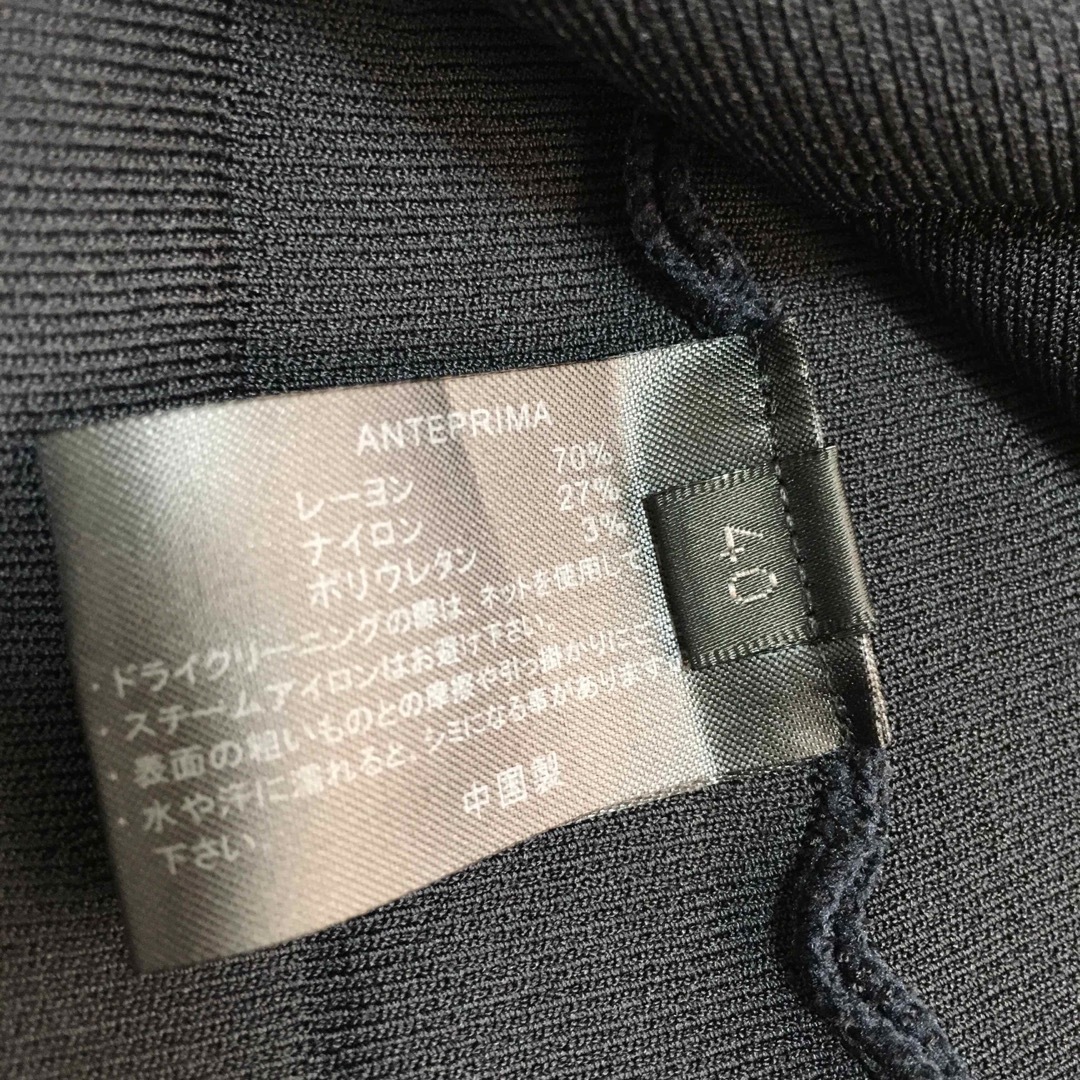 ANTEPRIMA
レーヨン 70%
ナイロン 27%
ポリウレタン 3%
・ドライクリーニングの際は、ネットを使用して
・スチームアイロンはお避け下さい
・表面の粗いものとの摩擦や引っ掛かりにご
・水や汗に濡れると、シミになる事があります
下さい
中国製
40